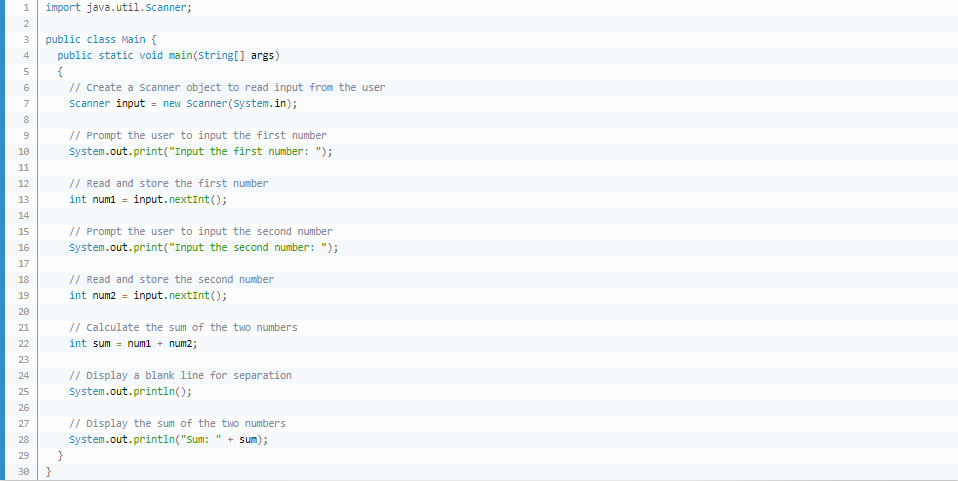 1 import java.util.Scanner;
2
3 public class Main {
4   public static void main(String[] args)
5   {
6     // Create a Scanner object to read input from the user
7     Scanner input = new Scanner(System.in);
8
9     // Prompt the user to input the first number
10     System.out.print("Input the first number: ");
11
12     // Read and store the first number
13     int num1 = input.nextInt();
14
15     // Prompt the user to input the second number
16     System.out.print("Input the second number: ");
17
18     // Read and store the second number
19     int num2 = input.nextInt();
20
21     // Calculate the sum of the two numbers
22     int sum = num1 + num2;
23
24     // Display a blank line for separation
25     System.out.println();
26
27     // Display the sum of the two numbers
28     System.out.println("Sum: " + sum);
29   }
30 }